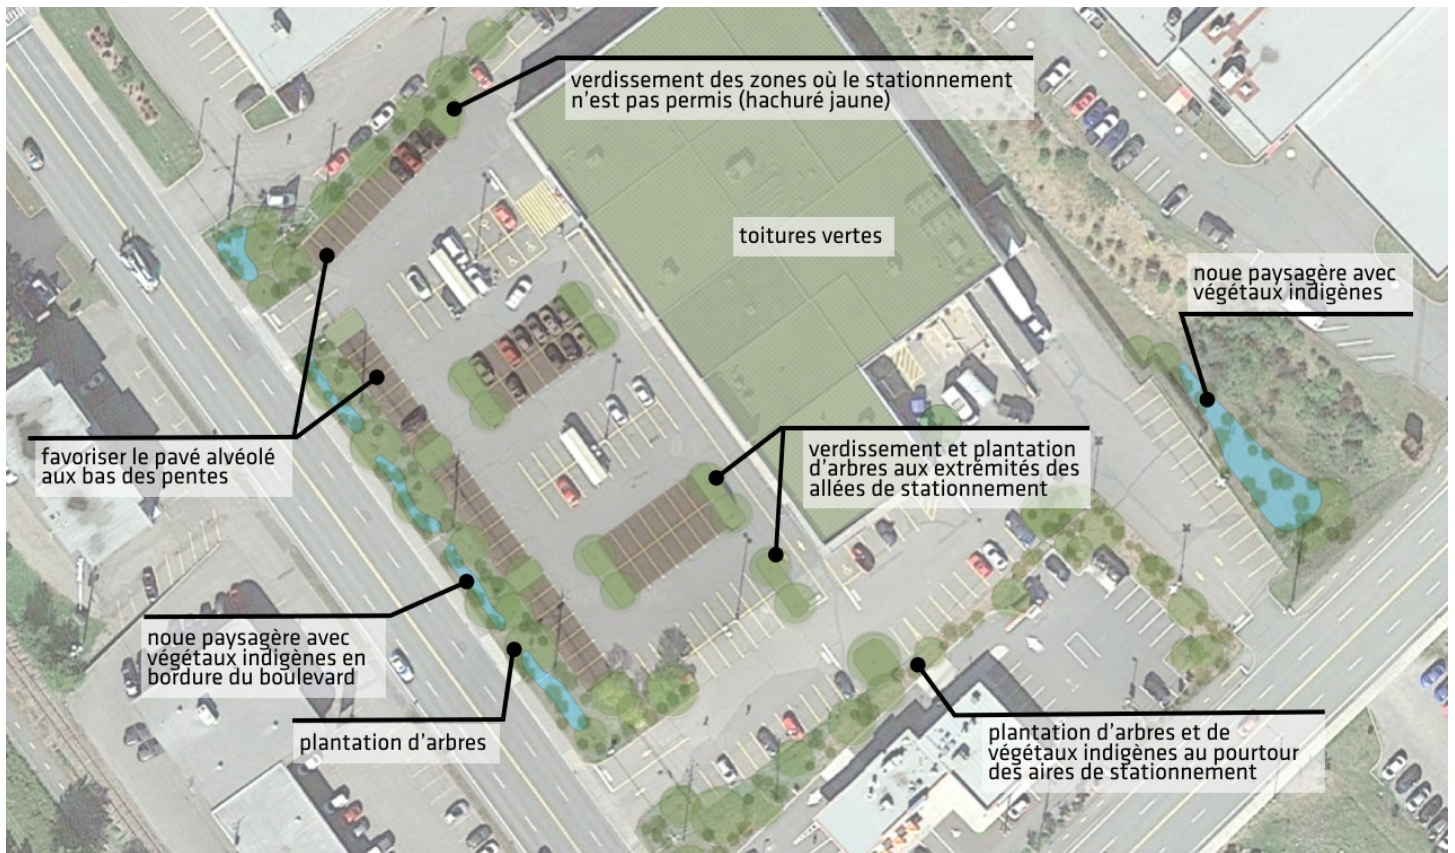 verdissement des zones où le stationnement
n'est pas permis (hachuré jaune)
toitures vertes
noue paysagère avec
végétaux indigènes
favoriser le pavé alvéolé
aux bas des pentes
verdissement et plantation
d'arbres aux extrémités des
allées de stationnement
noue paysagère avec
végétaux indigènes en
bordure du boulevard
plantation d'arbres
plantation d'arbres et de
végétaux indigènes au pourtour
des aires de stationnement